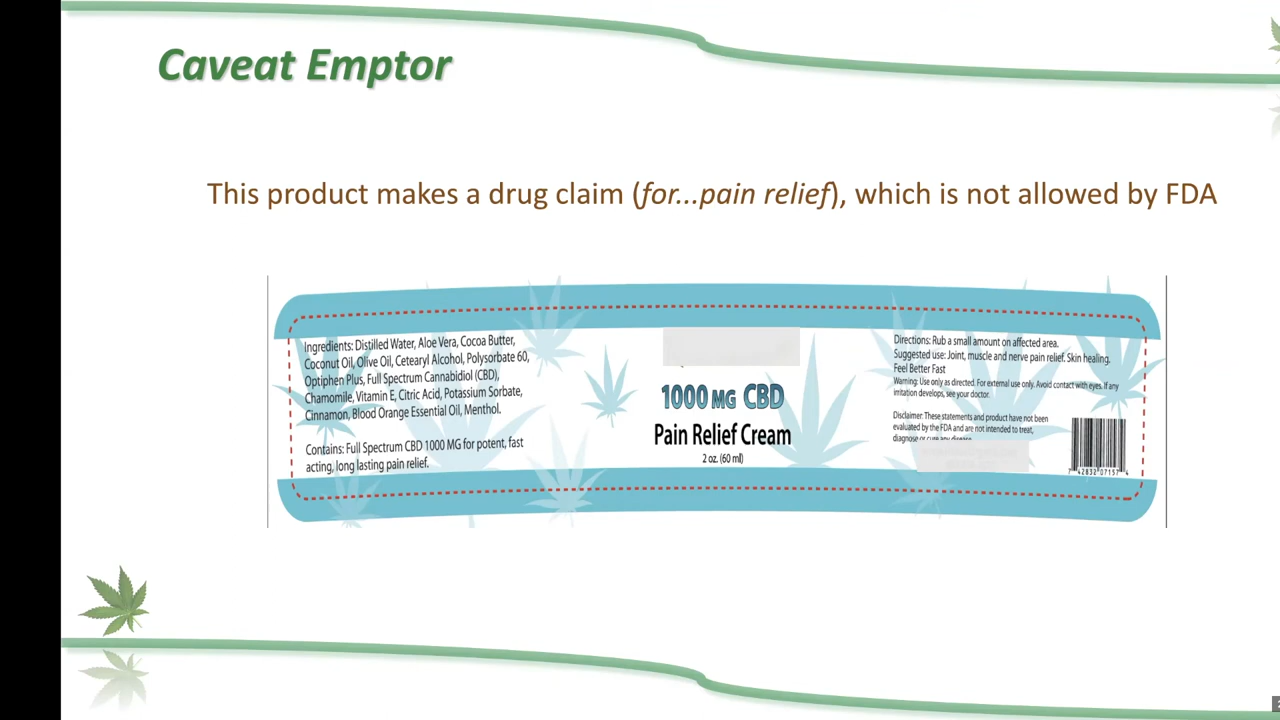 Caveat Emptor
This product makes a drug claim (for...pain relief), which is not allowed by FDA
Ingredients: Distilled Water, Aloe Vera, Cocoa Butter,
Coconut Oil, Olive Oil, Cetearyl Alcohol, Polysorbate 60,
Optiphen Plus, Full Spectrum Cannabidiol (CBD),
Chamomile, Vitamin E, Citric Acid, Potassium Sorbate,
Cinnamon, Blood Orange Essential Oil, Menthol.
Contains: Full Spectrum CBD 1000 MG for potent, fast
acting, long lasting pain relief.
1000 MG CBD
Pain Relief Cream
2 oz. (60 ml)
Directions: Rub a small amount on affected area.
Suggested use: Joint, muscle and nerve pain relief. Skin healing.
Feel Better Fast
Warning: Use only as directed. For external use only. Avoid contact with eyes. If any
irritation develops, see your doctor.
Disclaimer: These statements and product have not been
evaluated by the FDA and are not intended to treat,
diagnose or cure any disease.
7 42832 07157 4